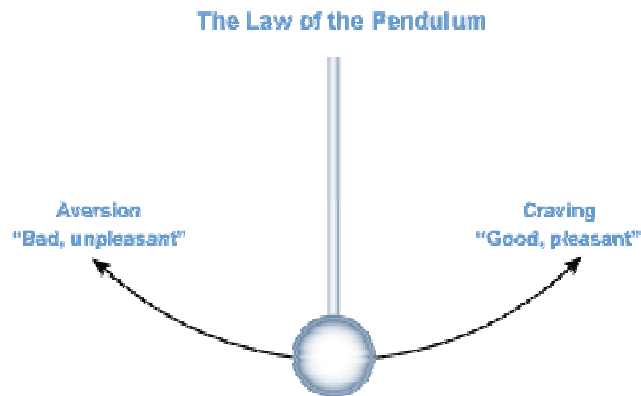 The Law of the Pendulum
Aversion
“Bad, unpleasant”
Craving
“Good, pleasant”